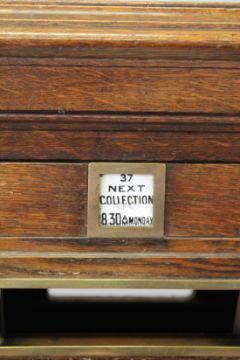 37
NEXT
COLLECTION
8.30 A MONDAY